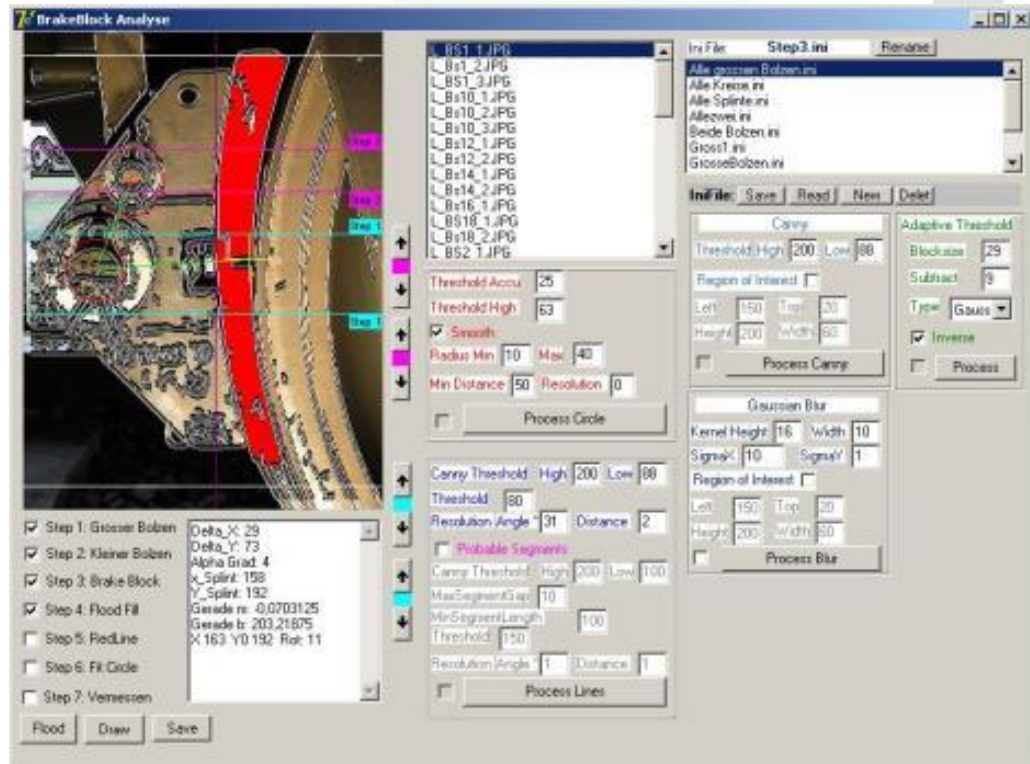 BrakeBlock Analyse
Step 2
Step 2
Step 1
Step 1
Step 1: Grosser Bolzen
Step 2: Kleiner Bolzen
Step 3: Brake Block
Step 4: Flood Fill
Step 5: RedLine
Step 6: Fit Circle
Step 7: Vermessen
Flood Draw Save
Delta_X: 29
Delta_Y: 73
Alpha Grad: 4
x_Splint: 158
Y_Splint: 192
Gerade m: -0,0703125
Gerade b: 203,21875
X 163 Y0 192 Rot: 11
L_BS1_1.JPG
L_Bs1_2.JPG
L_BS1_3.JPG
L_Bs10_1.JPG
L_Bs10_2.JPG
L_Bs10_3.JPG
L_Bs12_1.JPG
L_Bs12_2.JPG
L_Bs14_1.JPG
L_Bs14_2.JPG
L_Bs16_1.JPG
L_BS18_1.JPG
L_Bs18_2.JPG
L_BS2_1.JPG
Threshold Accu 25
Threshold High 63
Smooth
Radius Min 10 Max 40
Min Distance 50 Resolution 0
Process Circle
Canny Threshold: High 200 Low 88
Threshold 80
Resolution Angle * 31 Distance 2
Probable Segments
Canny Threshold: High 200 Low 100
MaxSegmentGap 10
MinSegmentLength 100
Threshold: 150
Resolution Angle * 1 Distance 1
Process Lines
Ini File: Step3.ini Rename
Alle grossen Bolzen.ini
Alle Kreise.ini
Alle Splinte.ini
Allezwei.ini
Beide Bolzen.ini
Gross1.ini
GrosseBolzen.ini
IniFile: Save Read New Delet
Canny
Threshold High 200 Low 88
Region of Interest
Left 150 Top 20
Height 200 Width 60
Process Canny
Adaptive Threshold
Blocksize 29
Subtract 9
Type Gauss
Inverse
Process
Gaussian Blur
Kernel Height 16 Width 10
SigmaX 10 SigmaY 1
Region of Interest
Left 150 Top 20
Height 200 Width 60
Process Blur